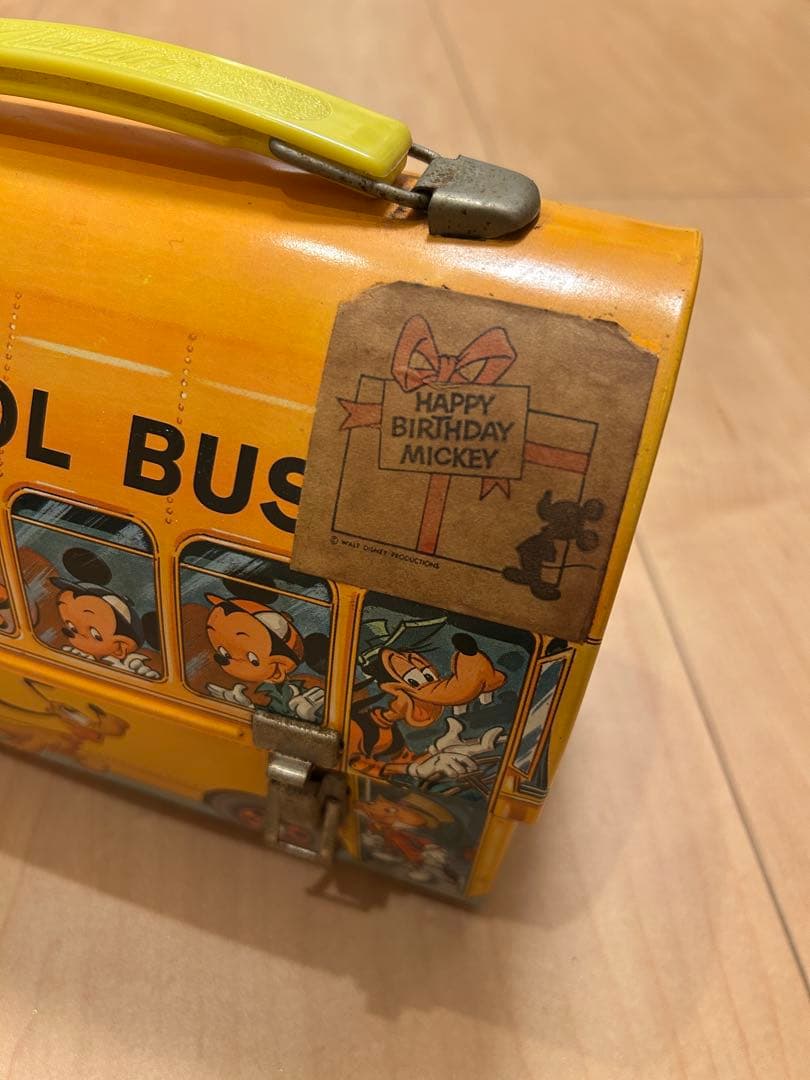 OL BUS
HAPPY
BIRTHDAY
MICKEY
© WALT DISNEY PRODUCTIONS